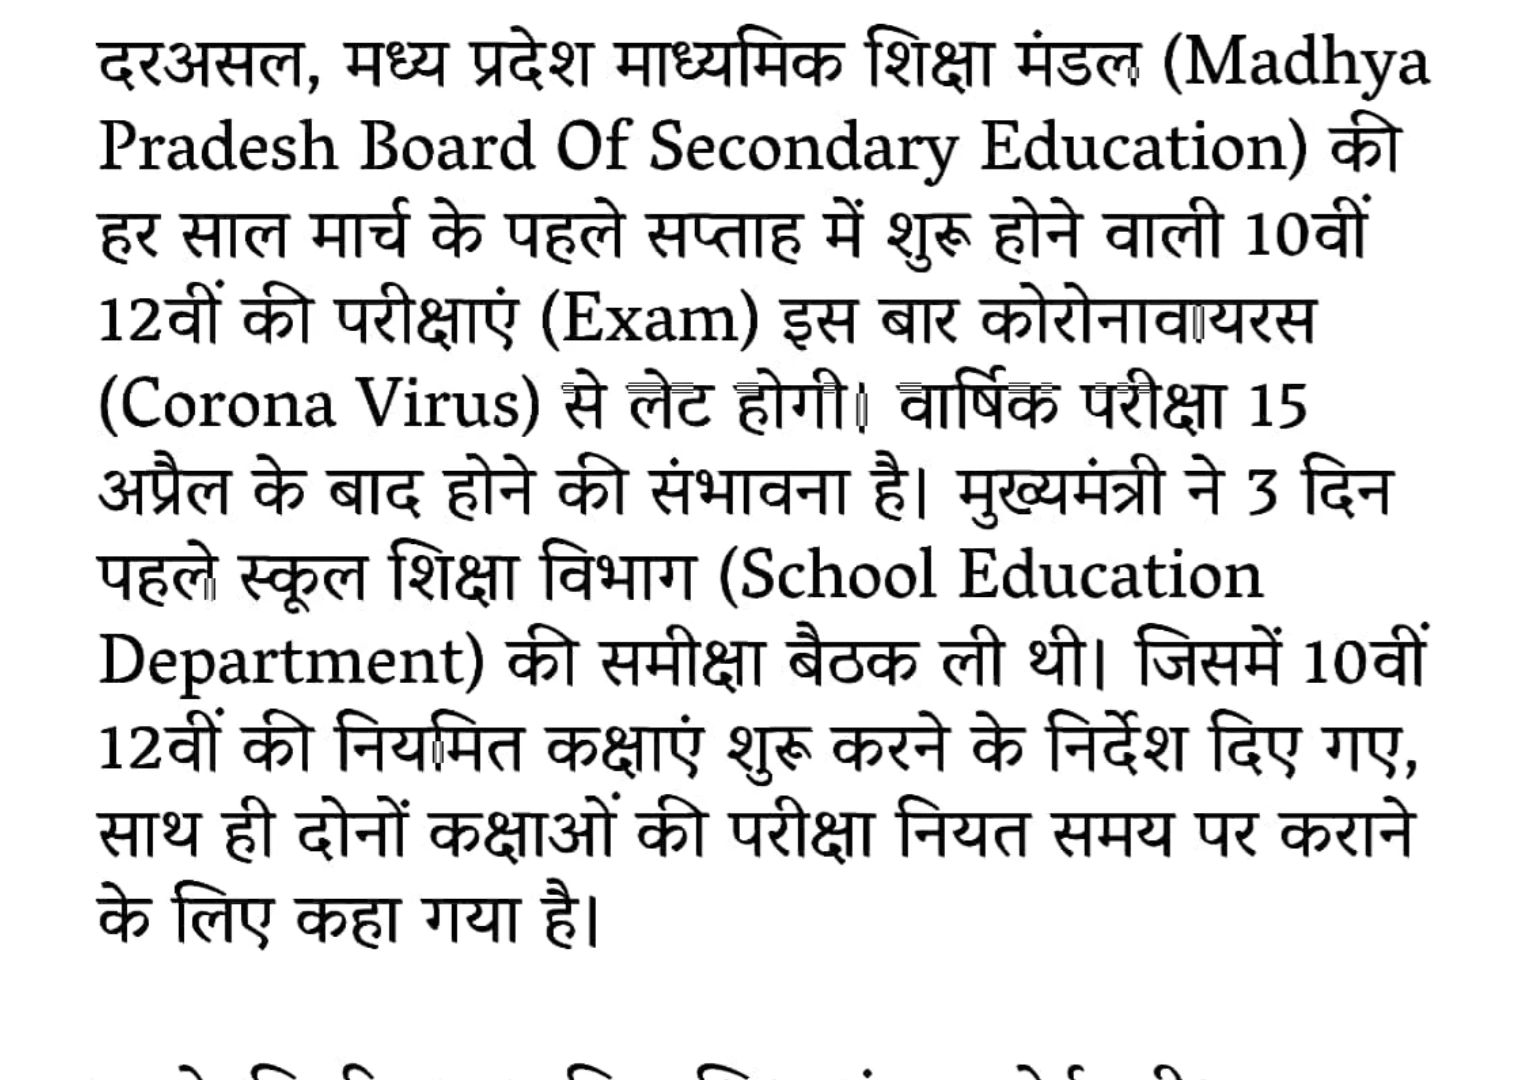 दरअसल, मध्य प्रदेश माध्यमिक शिक्षा मंडल (Madhya
Pradesh Board Of Secondary Education) की
हर साल मार्च के पहले सप्ताह में शुरू होने वाली 10वीं
12वीं की परीक्षाएं (Exam) इस बार कोरोनावायरस
(Corona Virus) से लेट होगी। वार्षिक परीक्षा 15
अप्रैल के बाद होने की संभावना है। मुख्यमंत्री ने 3 दिन
पहले स्कूल शिक्षा विभाग (School Education
Department) की समीक्षा बैठक ली थी। जिसमें 10वीं
12वीं की नियमित कक्षाएं शुरू करने के निर्देश दिए गए,
साथ ही दोनों कक्षाओं की परीक्षा नियत समय पर कराने
के लिए कहा गया है।